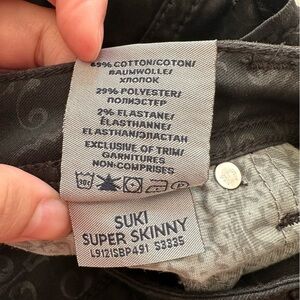 69% COTTON/COTON/
BAUMWOLLE/
ХЛОПОК
29% POLYESTER/
ПОЛИЭСТЕР
2% ELASTANE/
ÉLASTHANNE/
ELASTHAN/ЭЛАСТАН
EXCLUSIVE OF TRIM/
GARNITURES
NON-COMPRISES
30°
SUKI
SUPER SKINNY
L9121SBP491 S3335